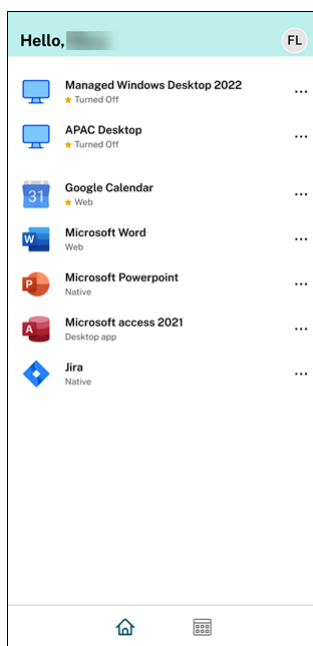 Hello,
FL
Managed Windows Desktop 2022
★ Turned Off
APAC Desktop
★ Turned Off
31
Google Calendar
★ Web
W
Microsoft Word
Web
P
Microsoft Powerpoint
Native
A
Microsoft access 2021
Desktop app
Jira
Native